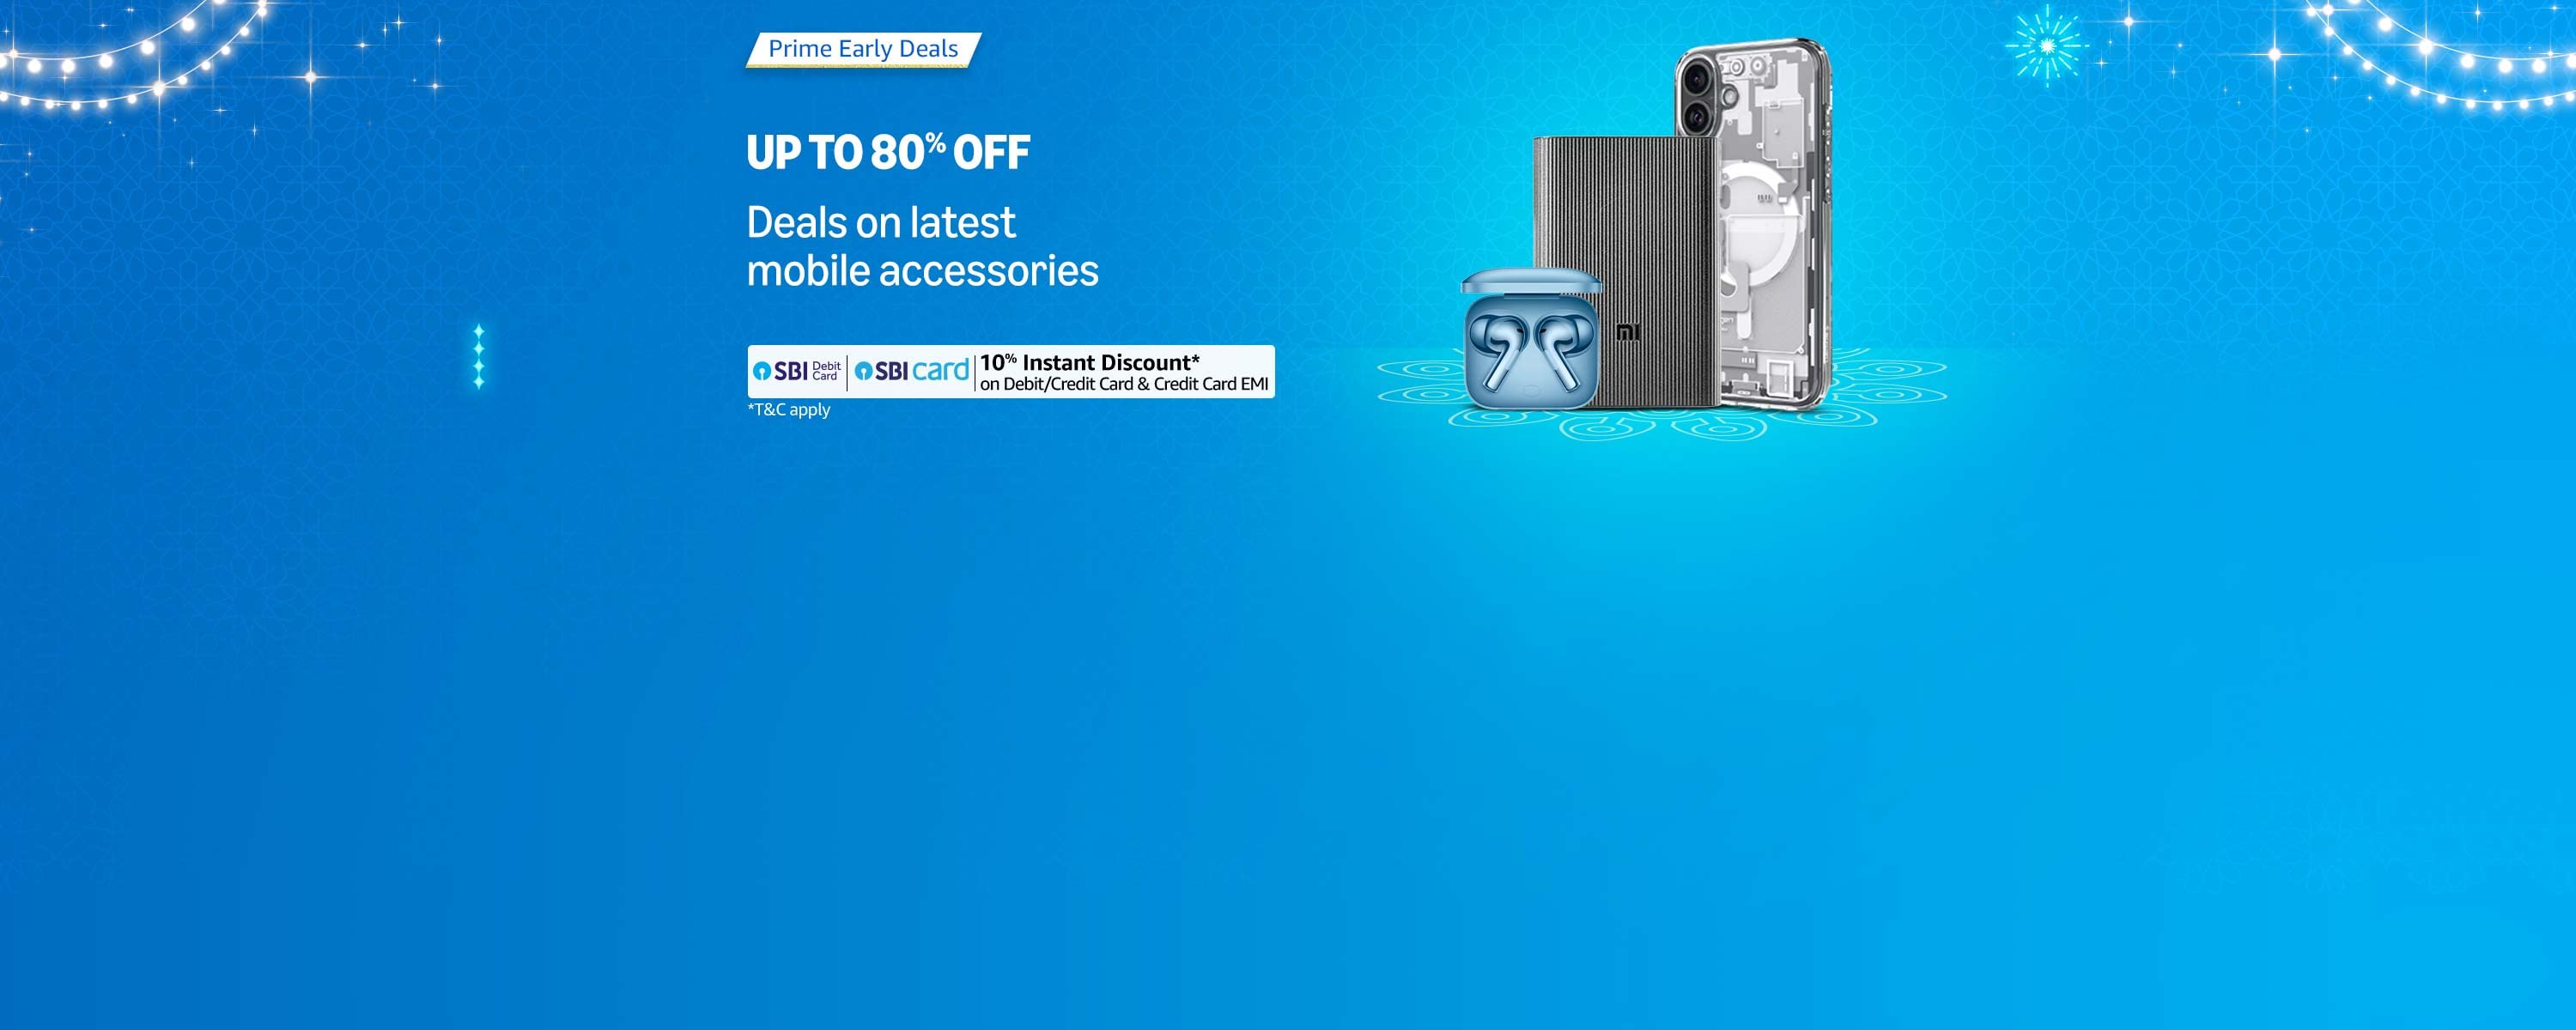 Prime Early Deals
UP TO 80% OFF
Deals on latest
mobile accessories
SBI Debit Card
SBI card
10% Instant Discount*
on Debit/Credit Card & Credit Card EMI
*T&C apply
mi